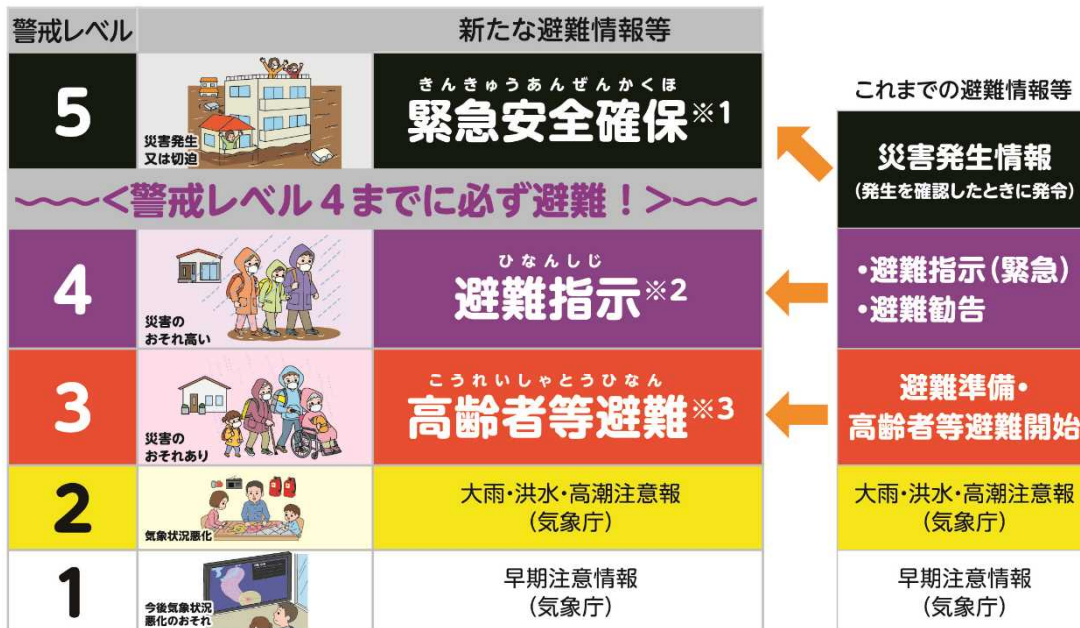 警戒レベル
新たな避難情報等
5
災害発生
又は切迫
きんきゅうあんぜんかくほ
緊急安全確保※1
〜〜〜<警戒レベル4までに必ず避難！>〜〜〜
4
災害の
おそれ高い
ひなんしじ
避難指示※2
3
災害の
おそれあり
こうれいしゃとうひなん
高齢者等避難※3
2
気象状況悪化
大雨・洪水・高潮注意報
(気象庁)
1
今後気象状況
悪化のおそれ
早期注意情報
(気象庁)
これまでの避難情報等
災害発生情報
(発生を確認したときに発令)
・避難指示(緊急)
・避難勧告
避難準備・
高齢者等避難開始
大雨・洪水・高潮注意報
(気象庁)
早期注意情報
(気象庁)